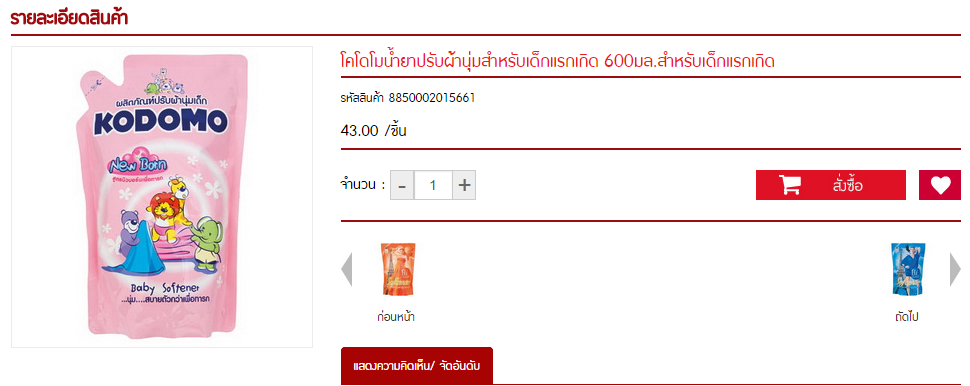 รายละเอียดสินค้า
โคโดโมน้ำยาปรับผ้านุ่มสำหรับเด็กแรกเกิด 600มล.สำหรับเด็กแรกเกิด
รหัสสินค้า 8850002015661
43.00 /ชิ้น
จำนวน : - 1 +
สั่งซื้อ
ก่อนหน้า
ถัดไป
แสดงความคิดเห็น/ จัดอันดับ
ผลิตภัณฑ์ปรับผ้านุ่มเด็ก
KODOMO
New Born
Baby Softener
...นุ่ม....สบายตัวกว่าเพื่อทารก